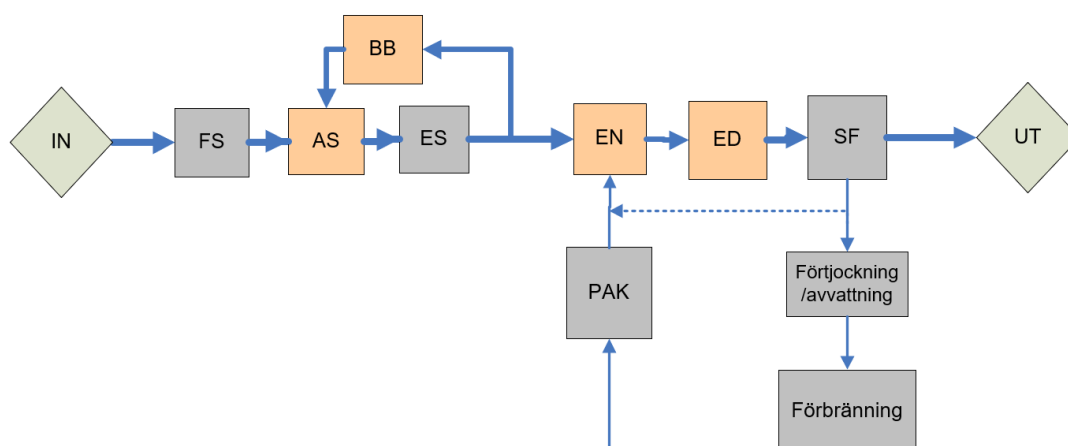 BB
IN
FS
AS
ES
EN
ED
SF
UT
PAK
Förtjockning
/avvattning
Förbränning